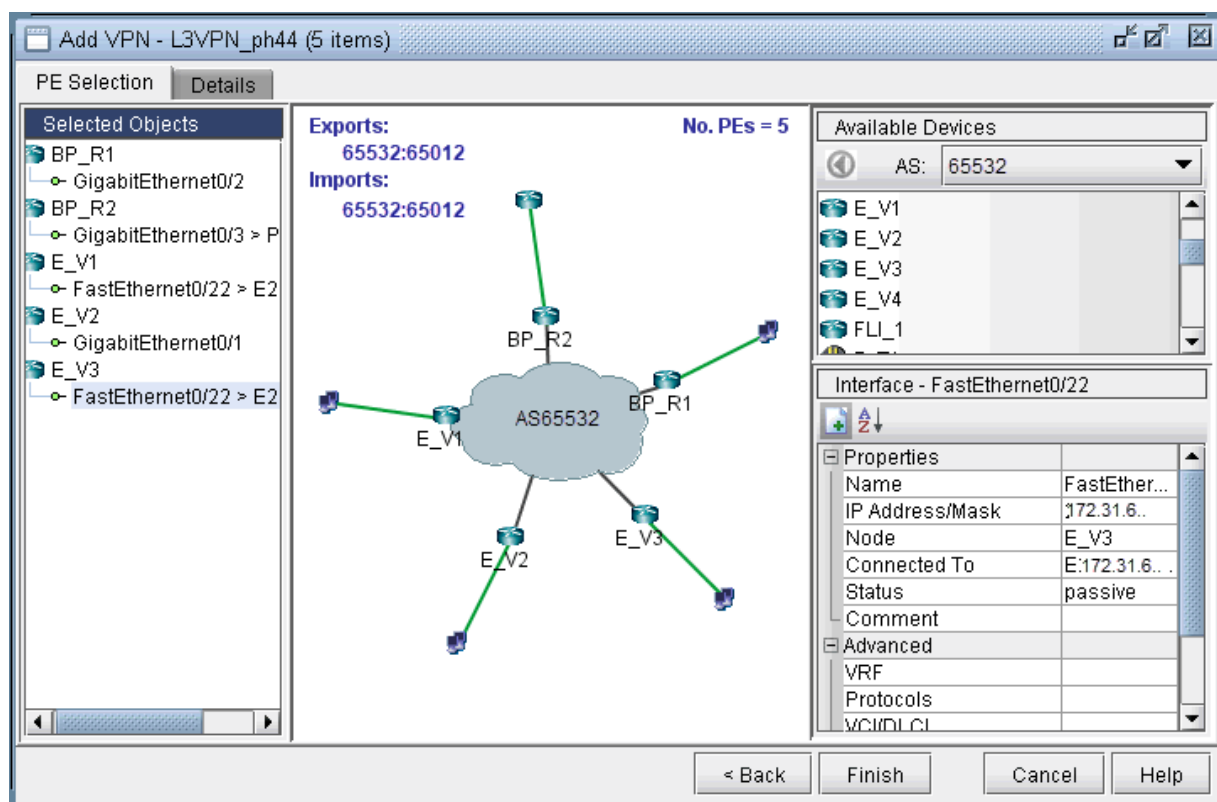 Add VPN - L3VPN_ph44 (5 items)
PE Selection
Details
Selected Objects
BP_R1
GigabitEthernet0/2
BP_R2
GigabitEthernet0/3 > P
E_V1
FastEthernet0/22 > E2
E_V2
GigabitEthernet0/1
E_V3
FastEthernet0/22 > E2
Exports:
65532:65012
Imports:
65532:65012
No. PEs = 5
BP_R2
BP_R1
AS65532
E_V1
E_V2
E_V3
Available Devices
AS: 65532
E_V1
E_V2
E_V3
E_V4
FLI_1
Interface - FastEthernet0/22
Properties
Name FastEther...
IP Address/Mask 172.31.6..
Node E_V3
Connected To E:172.31.6.. .
Status passive
Comment
Advanced
VRF
Protocols
VCI/DLCI
< Back
Finish
Cancel
Help